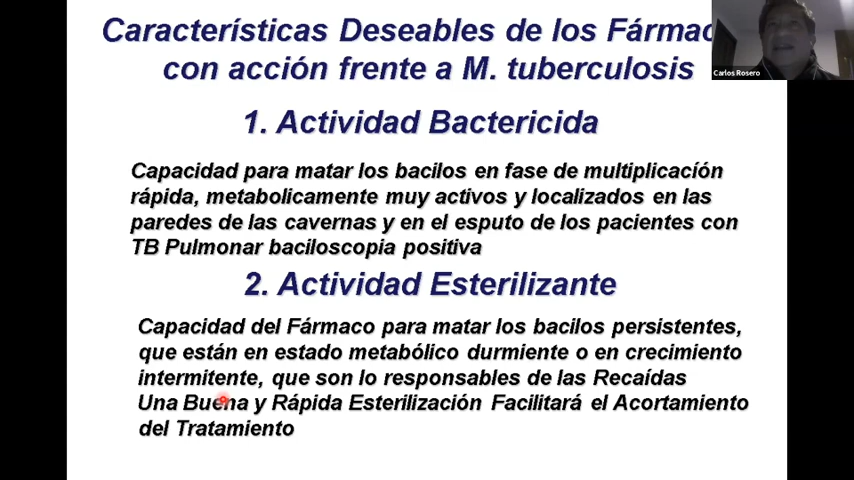 Características Deseables de los Fármac
con acción frente a M. tuberculosis
Carlos Rosero
1. Actividad Bactericida
Capacidad para matar los bacilos en fase de multiplicacíón
rápida, metabolicamente muy activos y localizados en las
paredes de las cavernas y en el esputo de los pacientes con
TB Pulmonar baciloscopia positiva
2. Actividad Esterilizante
Capacidad del Fármaco para matar los bacilos persistentes,
que están en estado metabólico durmiente o en crecimiento
intermitente, que son lo responsables de las Recaídas
Una Buena y Rápida Esterilización Facilitará el Acortamiento
del Tratamiento